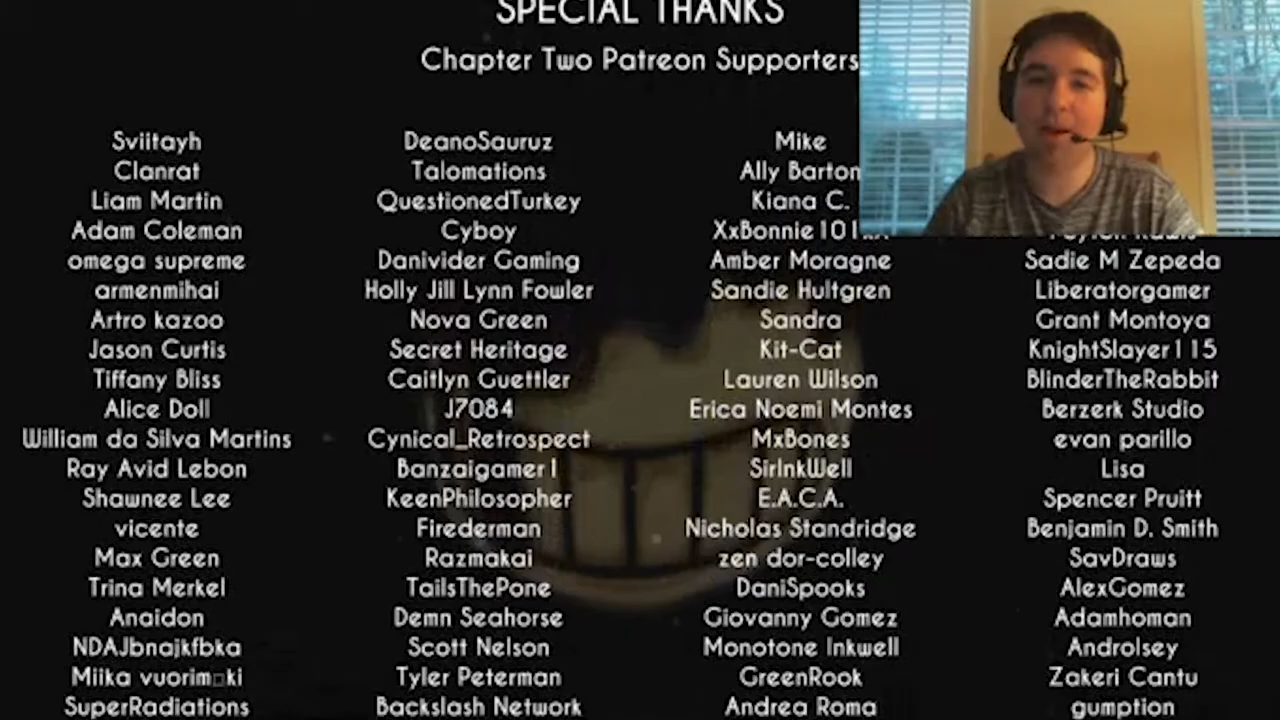 SPECIAL THANKS
Chapter Two Patreon Supporters
Sviitayh
Clanrat
Liam Martin
Adam Coleman
omega supreme
armenmihai
Artro kazoo
Jason Curtis
Tiffany Bliss
Alice Doll
William da Silva Martins
Ray Avid Lebon
Shawnee Lee
vicente
Max Green
Trina Merkel
Anaidon
NDAJbnajkfbka
Miika vuorim□ki
SuperRadiations
DeanoSauruz
Talomations
QuestionedTurkey
Cyboy
Danivider Gaming
Holly Jill Lynn Fowler
Nova Green
Secret Heritage
Caitlyn Guettler
J7084
Cynical_Retrospect
Banzaigamer1
KeenPhilosopher
Firederman
Razmakai
TailsThePone
Demn Seahorse
Scott Nelson
Tyler Peterman
Backslash Network
Mike
Ally Barton
Kiana C.
Amber Moragne
Sandie Hultgren
Sandra
Kit-Cat
Lauren Wilson
Erica Noemi Montes
MxBones
SirInkWell
E.A.C.A.
Nicholas Standridge
zen dor-colley
DaniSpooks
Giovanny Gomez
Monotone Inkwell
GreenRook
Andrea Roma
Sadie M Zepeda
Liberatorgamer
Grant Montoya
KnightSlayer115
BlinderTheRabbit
Berzerk Studio
evan parillo
Lisa
Spencer Pruitt
Benjamin D. Smith
SavDraws
AlexGomez
Adamhoman
Androlsey
Zakeri Cantu
gumption